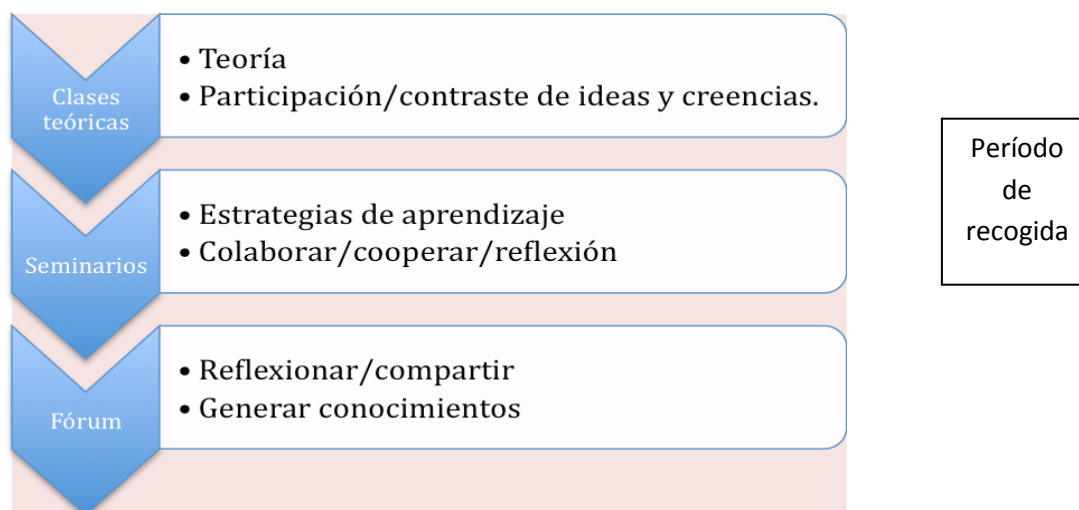 Clases
teóricas
• Teoría
• Participación/contraste de ideas y creencias.
Seminarios
• Estrategias de aprendizaje
• Colaborar/cooperar/reflexión
Fórum
• Reflexionar/compartir
• Generar conocimientos
Período
de
recogida